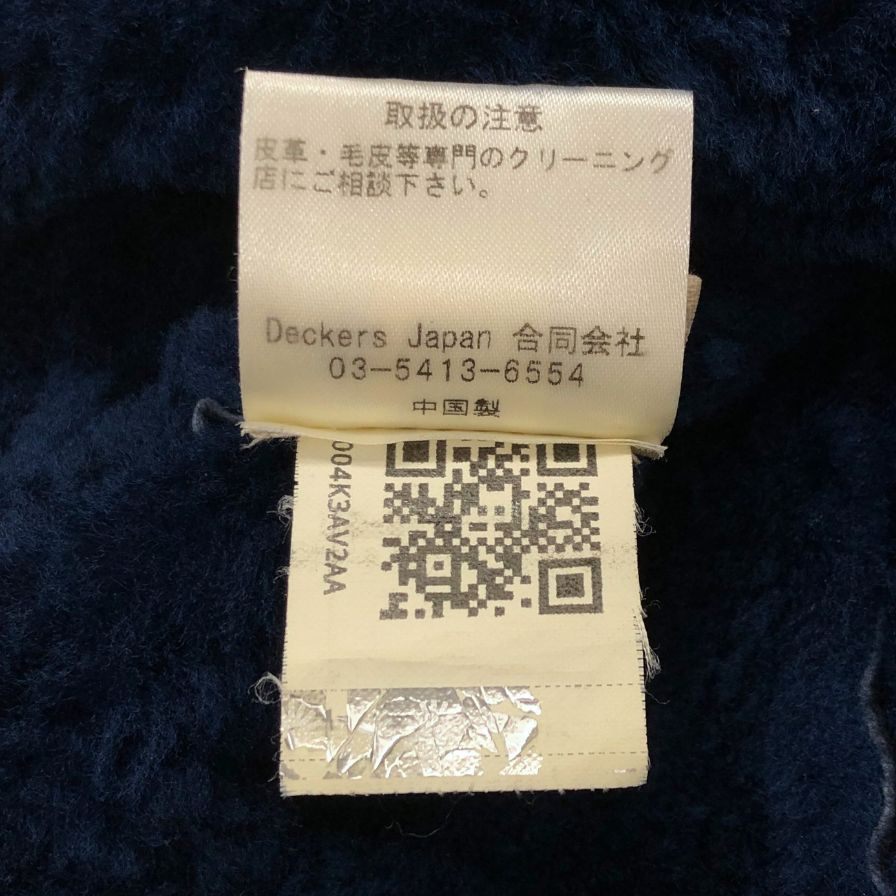 取扱の注意
皮革・毛皮等専門のクリーニング
店にご相談下さい。
Deckers Japan 合同会社
03-5413-6554
中国製
004K3AV2AA